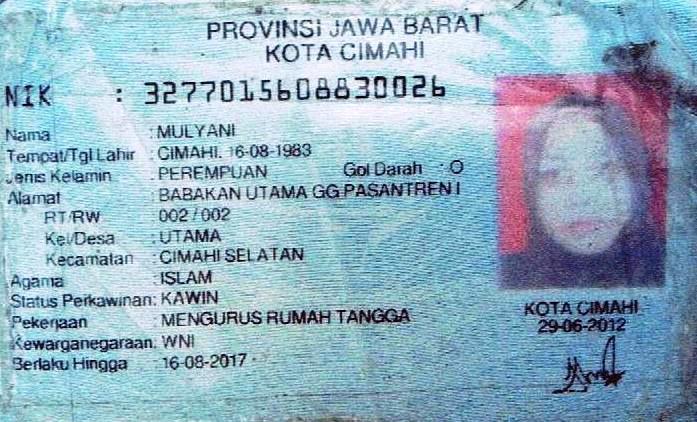 PROVINSI JAWA BARAT
KOTA CIMAHI
NIK : 3277015608830026
Nama : MULYANI
Tempat/Tgl Lahir : CIMAHI, 16-08-1983
Jenis Kelamin : PEREMPUAN Gol Darah : O
Alamat : BABAKAN UTAMA GG.PASANTREN I
RT/RW : 002 / 002
Kel/Desa : UTAMA
Kecamatan : CIMAHI SELATAN
Agama : ISLAM
Status Perkawinan: KAWIN
Pekerjaan : MENGURUS RUMAH TANGGA
Kewarganegaraan: WNI
Berlaku Hingga : 16-08-2017
KOTA CIMAHI
29-06-2012